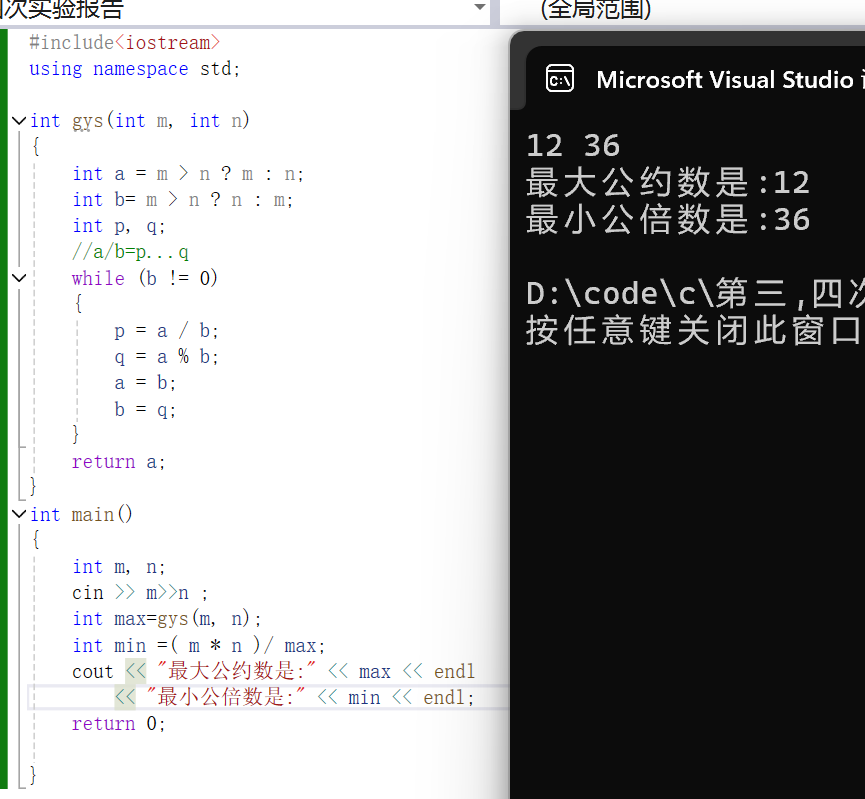 次实验报告
(全局范围)
#include<iostream>
using namespace std;
int gys(int m, int n)
{
int a = m > n ? m : n;
int b= m > n ? n : m;
int p, q;
//a/b=p...q
while (b != 0)
{
p = a / b;
q = a % b;
a = b;
b = q;
}
return a;
}
int main()
{
int m, n;
cin >> m>>n ;
int max=gys(m, n);
int min =( m * n )/ max;
cout << "最大公约数是:" << max << endl
<< "最小公倍数是:" << min << endl;
return 0;
}
Microsoft Visual Studio
12 36
最大公约数是:12
最小公倍数是:36
D:\code\c\第三,四次
按任意键关闭此窗口